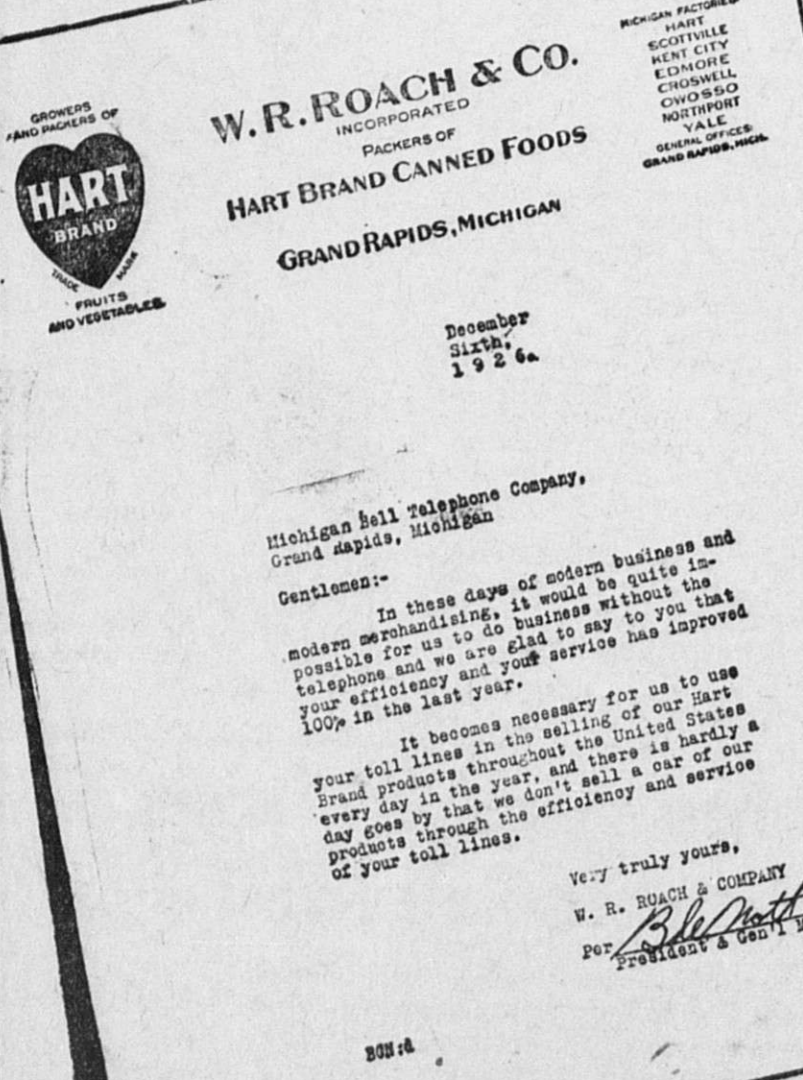 GROWERS
AND PACKERS OF
HART
BRAND
TRADE MARK
FRUITS
AND VEGETABLES
W. R. ROACH & CO.
INCORPORATED
PACKERS OF
HART BRAND CANNED FOODS
GRAND RAPIDS, MICHIGAN
MICHIGAN FACTORIES
HART
SCOTTVILLE
KENT CITY
EDMORE
CROSWELL
OWOSSO
NORTHPORT
YALE
GENERAL OFFICES
GRAND RAPIDS, MICH.
December
Sixth,
1 9 2 6.
Michigan Bell Telephone Company,
Grand Rapids, Michigan
Gentlemen:-
In these days of modern business and
modern merchandising, it would be quite im-
possible for us to do business without the
telephone and we are glad to say to you that
your efficiency and your service has improved
100% in the last year.
It becomes necessary for us to use
your toll lines in the selling of our Hart
Brand products throughout the United States
every day in the year, and there is hardly a
day goes by that we don't sell a car of our
products through the efficiency and service
of your toll lines.
Very truly yours,
W. R. ROACH & COMPANY
Per
President & Gen'l
BGN:d